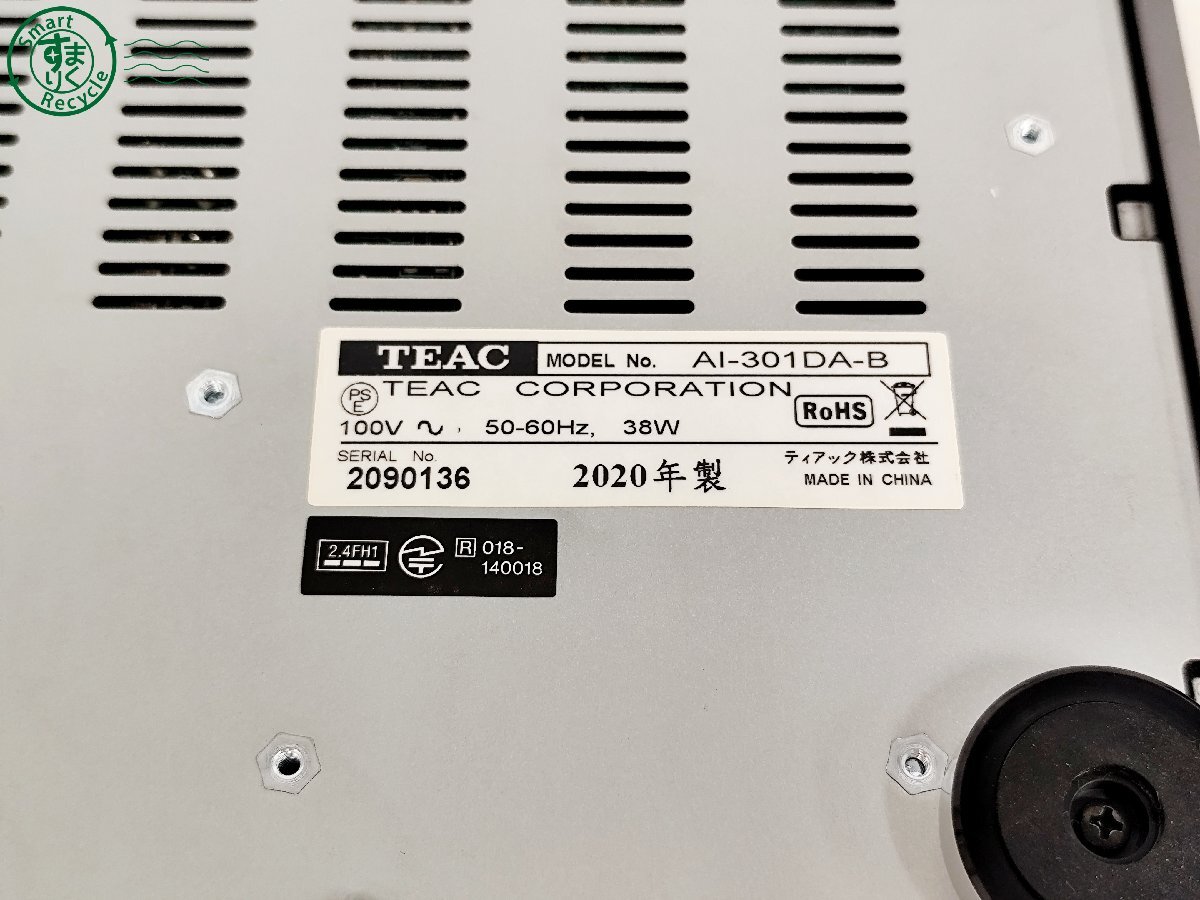 Smart
すまりく
Recycle
TEAC MODEL No. AI-301DA-B
PS E TEAC CORPORATION
RoHS
100V ∿, 50-60Hz, 38W
SERIAL No.
2090136
2020年製
ティアック株式会社
MADE IN CHINA
2.4FH1
R 018-
140018